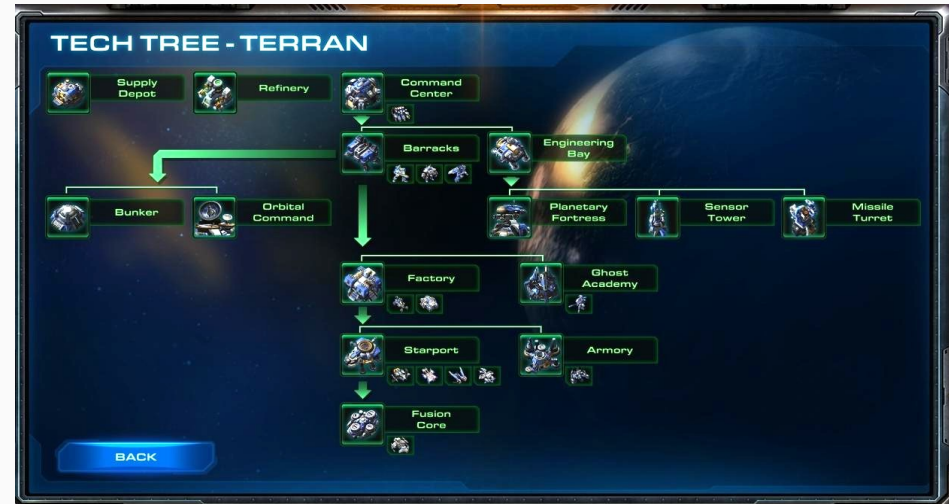 TECH TREE - TERRAN
Supply
Depot
Refinery
Command
Center
Barracks
Engineering
Bay
Bunker
Orbital
Command
Planetary
Fortress
Sensor
Tower
Missile
Turret
Factory
Ghost
Academy
Starport
Armory
Fusion
Core
BACK